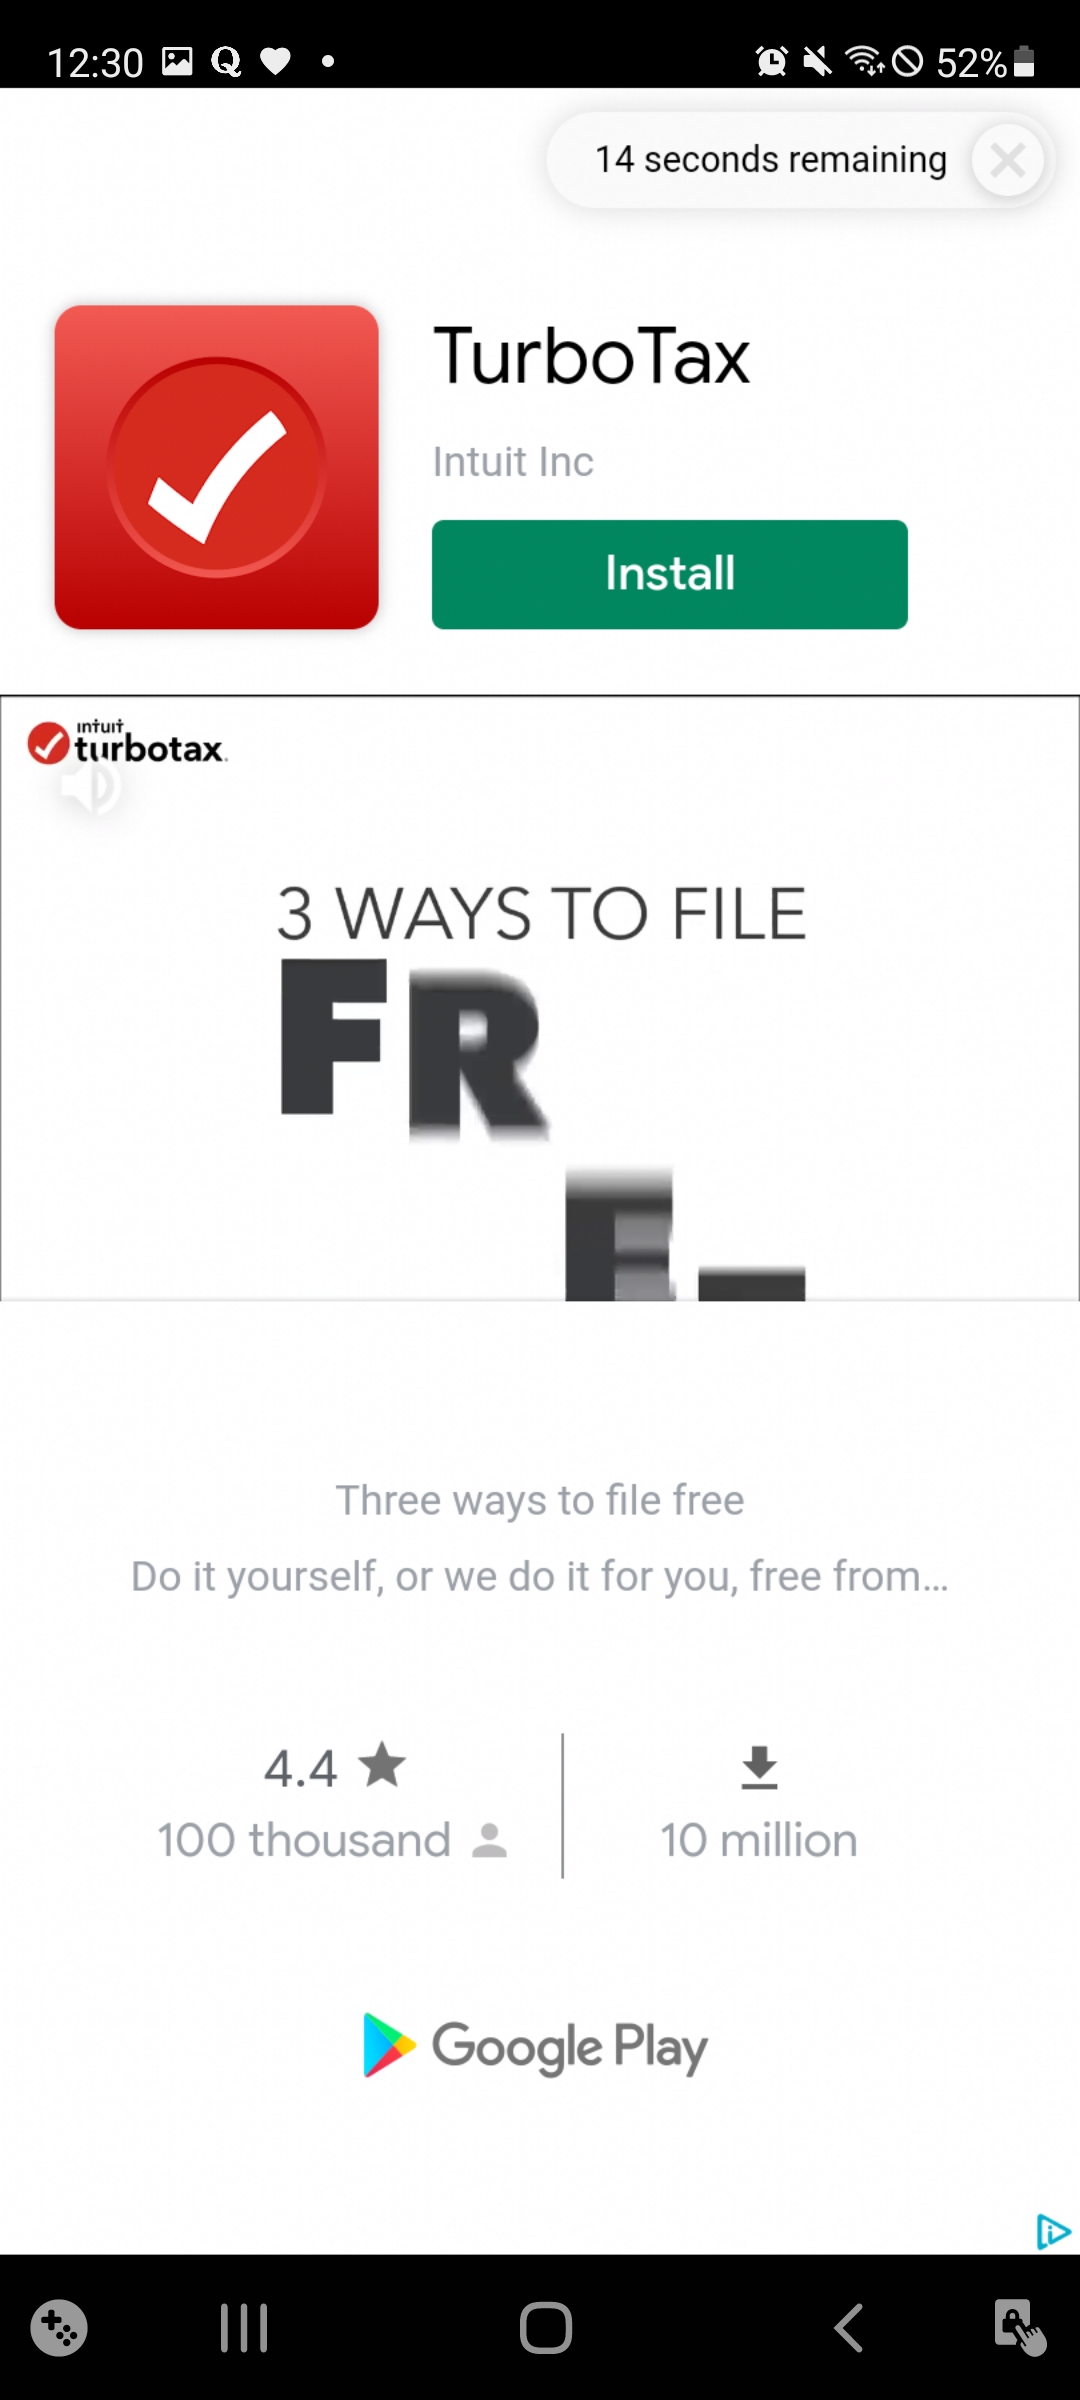 12:30
52%
14 seconds remaining
TurboTax
Intuit Inc
Install
intuit
turbotax.
3 WAYS TO FILE
FR
Three ways to file free
Do it yourself, or we do it for you, free from...
4.4
100 thousand
10 million
Google Play